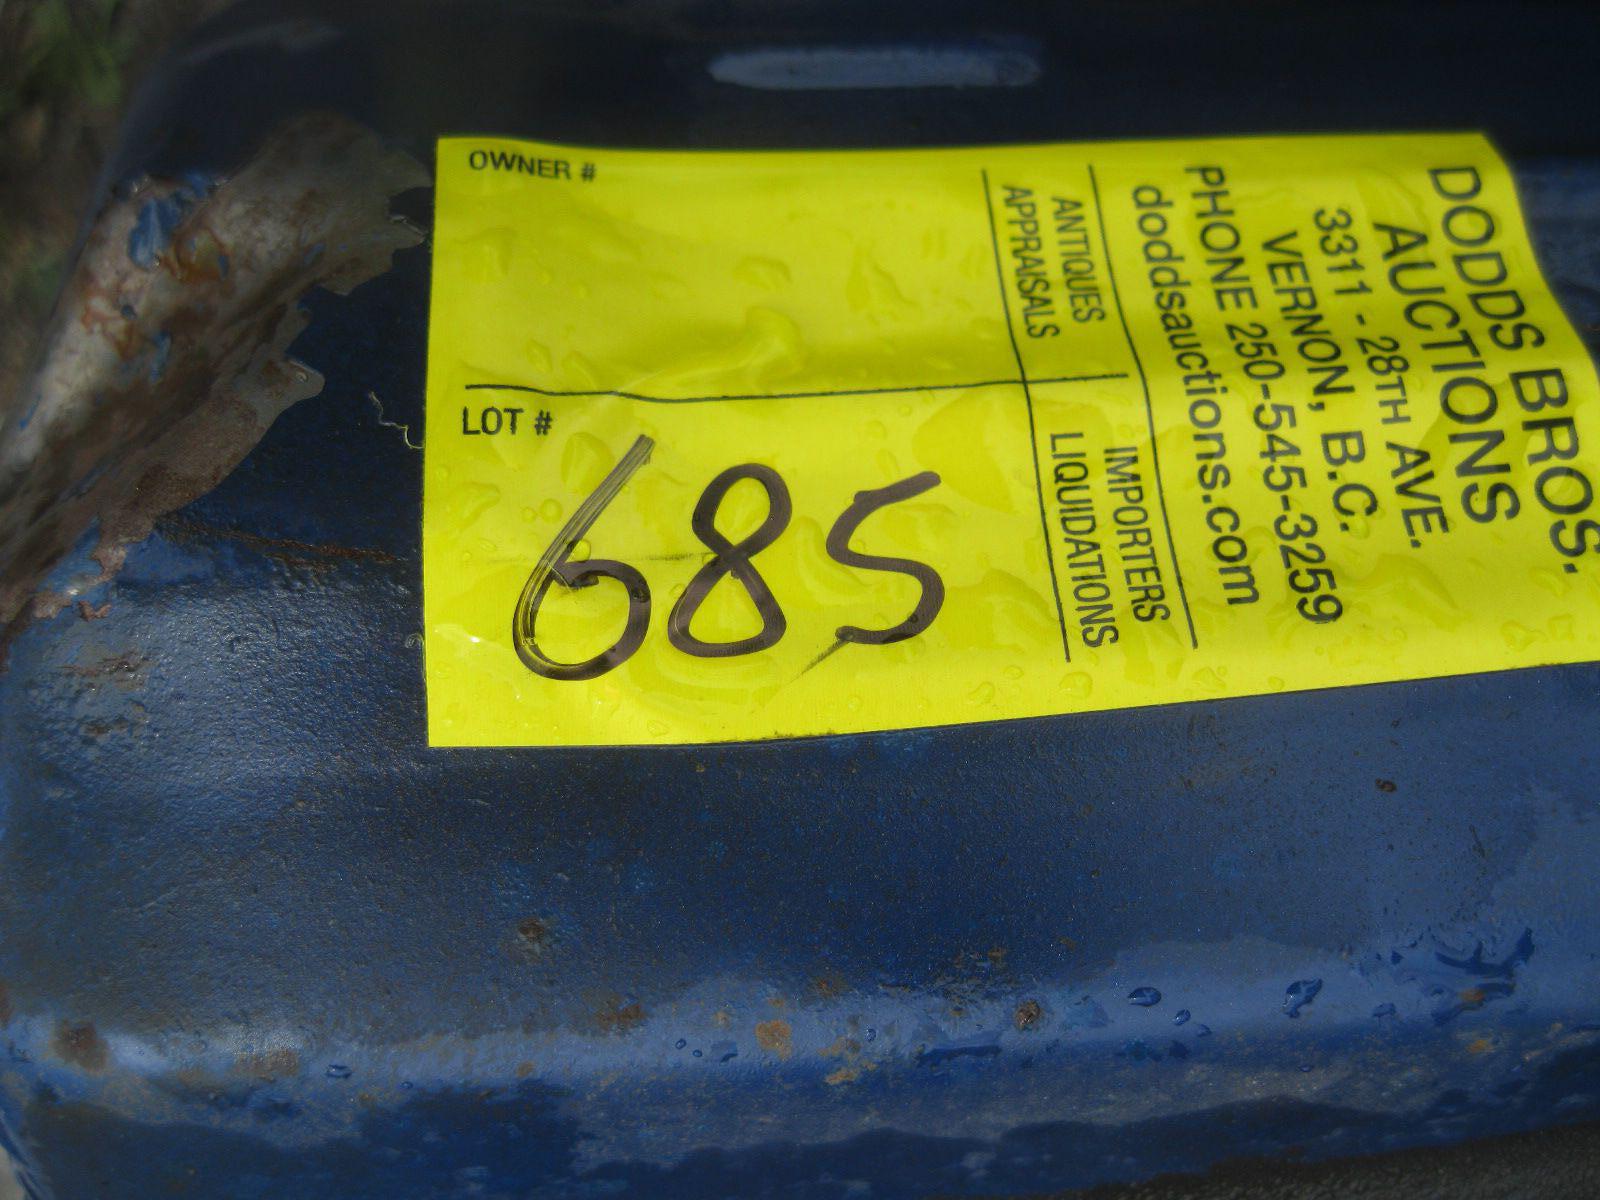 OWNER #
LOT #
685
ANTIQUES
APPRAISALS
IMPORTERS
LIQUIDATIONS
DODDS BROS.
AUCTIONS
3311 - 28TH AVE.
VERNON, B.C.
PHONE 250-545-3259
doddsauctions.com